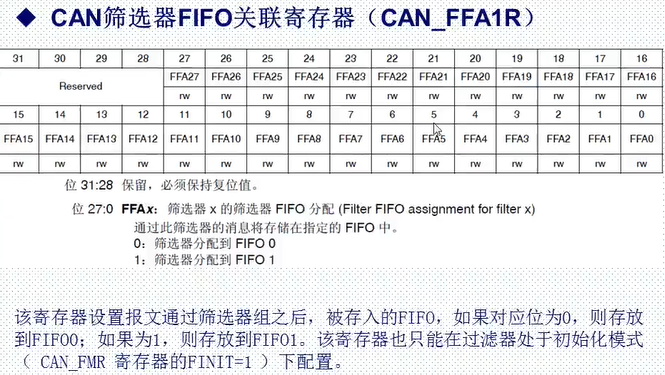 ◆ CAN筛选器FIFO关联寄存器（CAN_FFA1R）
31 30 29 28 27 26 25 24 23 22 21 20 19 18 17 16
Reserved FFA27 FFA26 FFA25 FFA24 FFA23 FFA22 FFA21 FFA20 FFA19 FFA18 FFA17 FFA16
rw rw rw rw rw rw rw rw rw rw rw rw
15 14 13 12 11 10 9 8 7 6 5 4 3 2 1 0
FFA15 FFA14 FFA13 FFA12 FFA11 FFA10 FFA9 FFA8 FFA7 FFA6 FFA5 FFA4 FFA3 FFA2 FFA1 FFA0
rw rw rw rw rw rw rw rw rw rw rw rw rw rw rw rw
位 31:28 保留，必须保持复位值。
位 27:0 FFAx：筛选器 x 的筛选器 FIFO 分配 (Filter FIFO assignment for filter x)
通过此筛选器的消息将存储在指定的 FIFO 中。
0：筛选器分配到 FIFO 0
1：筛选器分配到 FIFO 1
该寄存器设置报文通过筛选器组之后，被存入的FIFO，如果对应位为0，则存放
到FIFO0；如果为1，则存放到FIFO1。该寄存器也只能在过滤器处于初始化模式
（ CAN_FMR 寄存器的FINIT=1 ）下配置。